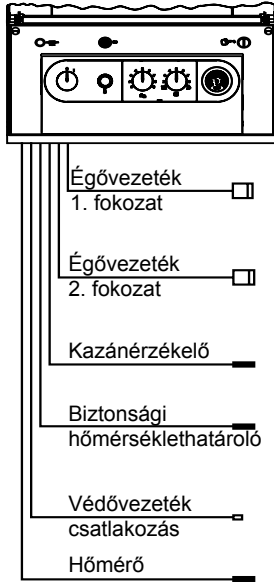 Égővezeték
1. fokozat
Égővezeték
2. fokozat
Kazánérzékelő
Biztonsági
hőmérséklethatároló
Védővezeték
csatlakozás
Hőmérő